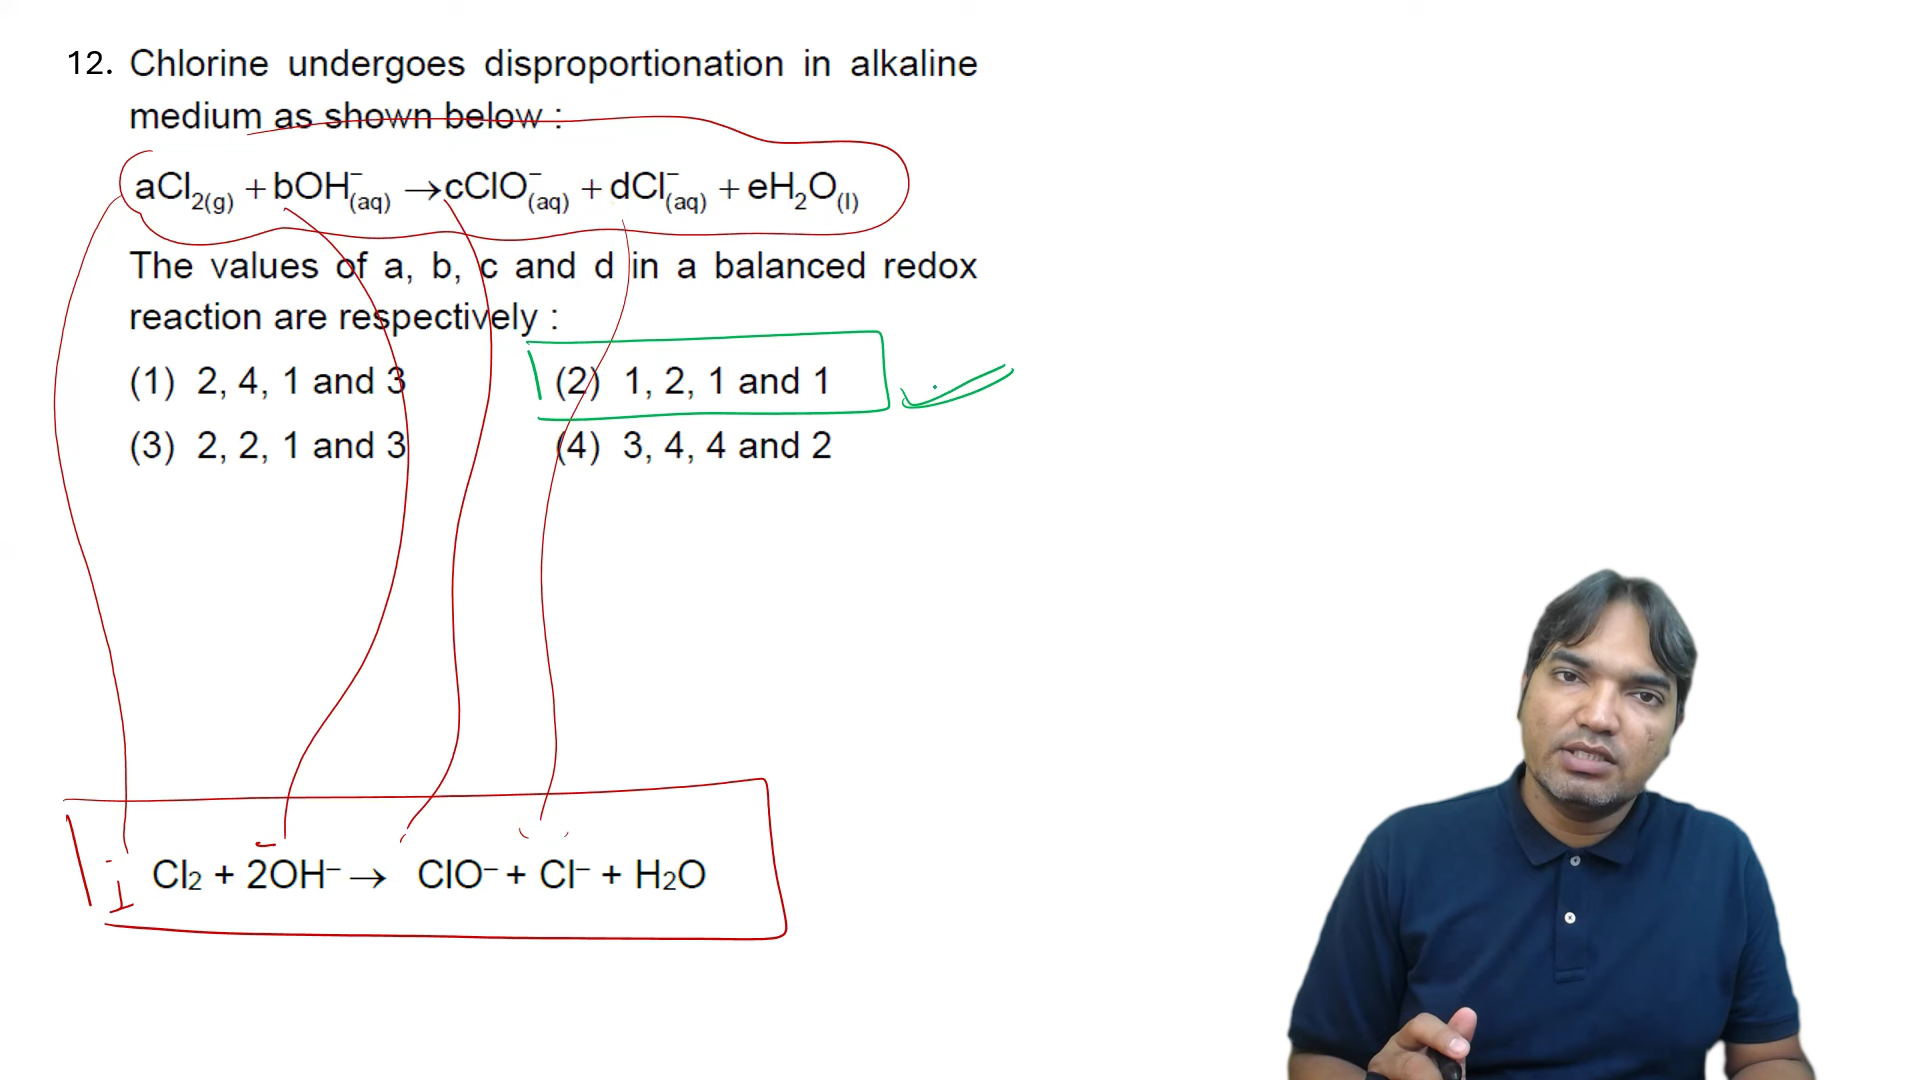 12. Chlorine undergoes disproportionation in alkaline
medium as shown below :
aCl₂(g) + bOH⁻(aq) → cClO⁻(aq) + dCl⁻(aq) + eH₂O(l)
The values of a, b, c and d in a balanced redox
reaction are respectively :
(1) 2, 4, 1 and 3 (2) 1, 2, 1 and 1
(3) 2, 2, 1 and 3 (4) 3, 4, 4 and 2
1 Cl₂ + 2OH⁻ → ClO⁻ + Cl⁻ + H₂O